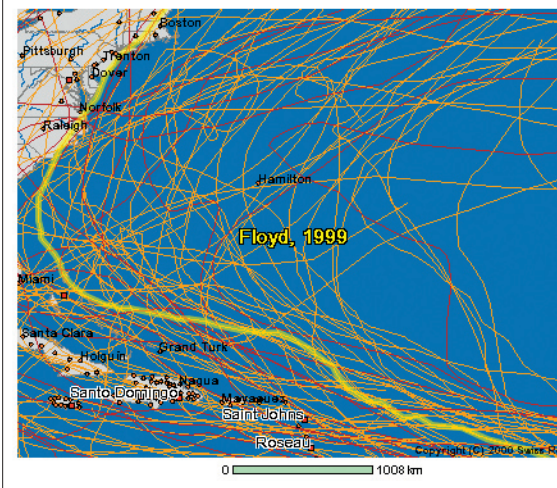 Boston
Pittsburgh
Trenton
Dover
Norfolk
Raleigh
Hamilton
Floyd, 1999
Miami
Santa Clara
Grand Turk
Holguin
Nagua
Santo Domingo
Mayaguez
Saint Johns
Roseau
Copyright (C) 2000 Swiss R
0 1008 km